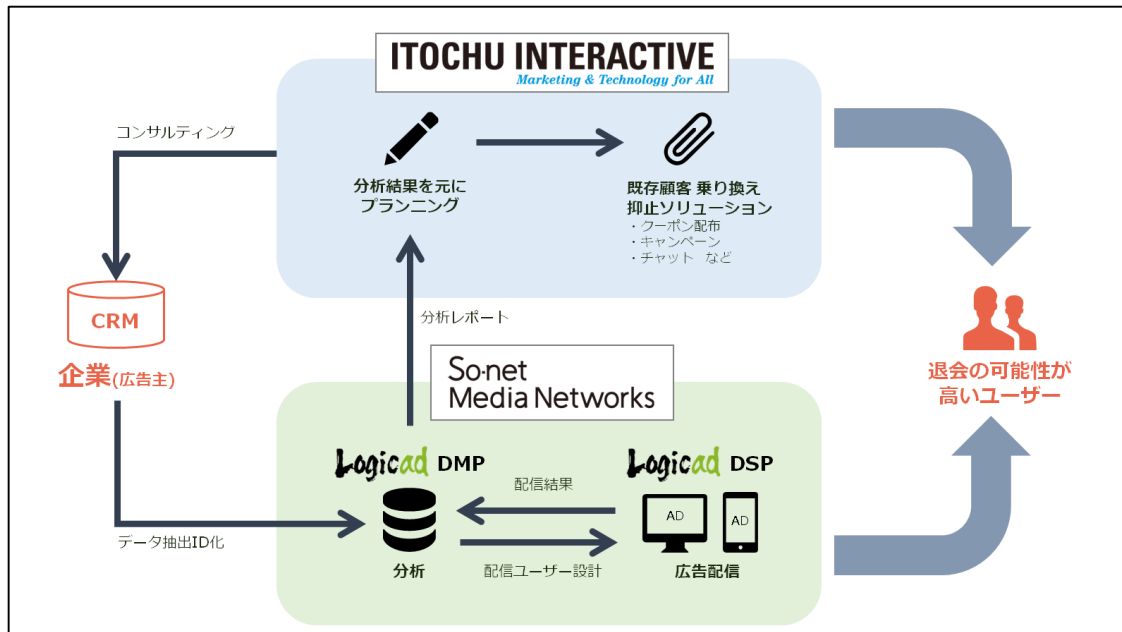 ITOCHU INTERACTIVE
Marketing & Technology for All
コンサルティング
分析結果を元に
プランニング
既存顧客 乗り換え
抑止ソリューション
・クーポン配布
・キャンペーン
・チャット など
CRM
企業(広告主)
分析レポート
退会の可能性が
高いユーザー
So-net
Media Networks
Logicad DMP
Logicad DSP
配信結果
AD
AD
データ抽出ID化
分析
配信ユーザー設計
広告配信